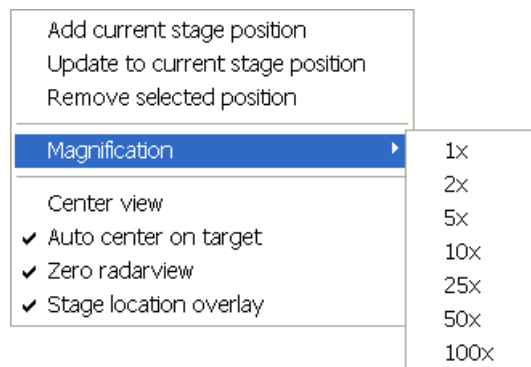 Add current stage position
Update to current stage position
Remove selected position
Magnification
Center view
Auto center on target
Zero radarview
Stage location overlay
1x
2x
5x
10x
25x
50x
100x